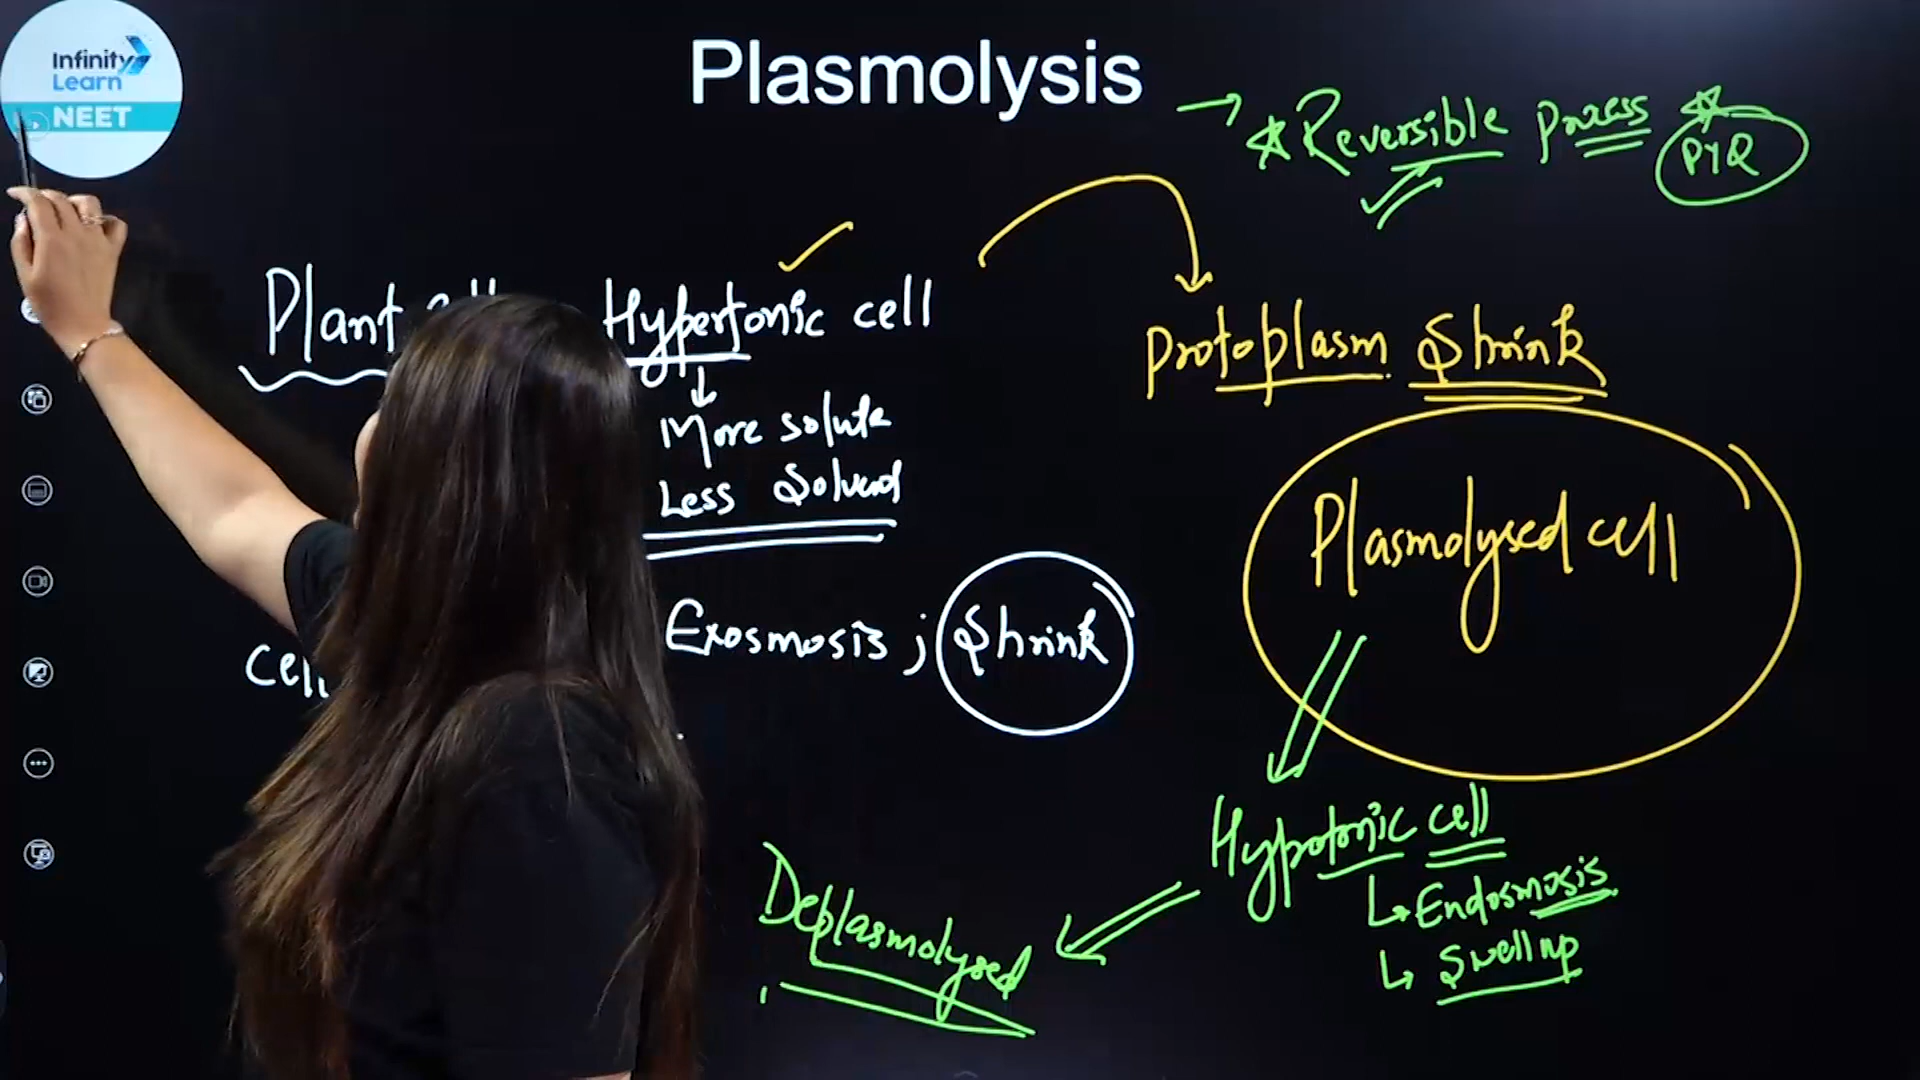 Infinity
Learn
NEET
Plasmolysis
→ ☆ Reversible process ☆
PYQ
Plant Hypertonic cell
↓
More solute
Less Solvent
Protoplasm Shrink
Plasmolysed cell
Exosmosis ; Shrink
Hypotonic cell
↳ Endosmosis
↳ Swell up
Deplasmolysed